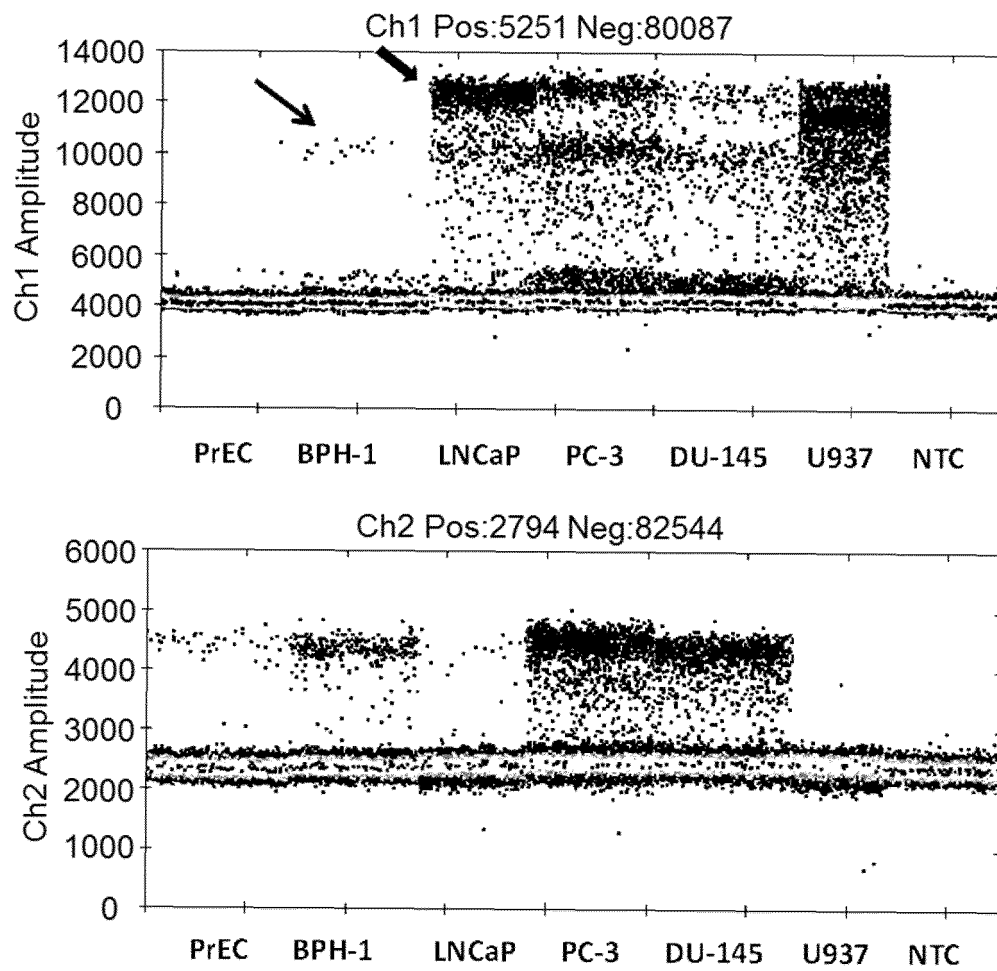 Ch1 Pos:5251 Neg:80087
14000
12000
10000
8000
6000
4000
2000
0
Ch1 Amplitude
PrEC BPH-1 LNCaP PC-3 DU-145 U937 NTC
Ch2 Pos:2794 Neg:82544
6000
5000
4000
3000
2000
1000
0
Ch2 Amplitude
PrEC BPH-1 LNCaP PC-3 DU-145 U937 NTC